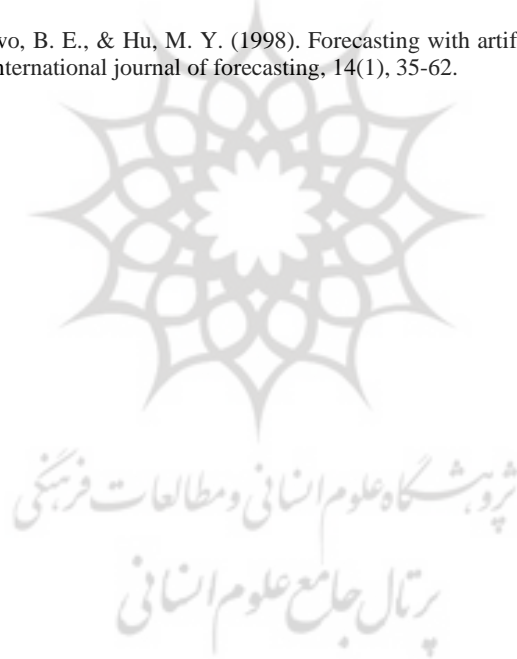 vo, B. E., & Hu, M. Y. (1998). Forecasting with artif
nternational journal of forecasting, 14(1), 35-62.
پژوهشگاه علوم انسانی و مطالعات فرهنگی
پرتال جامع علوم انسانی